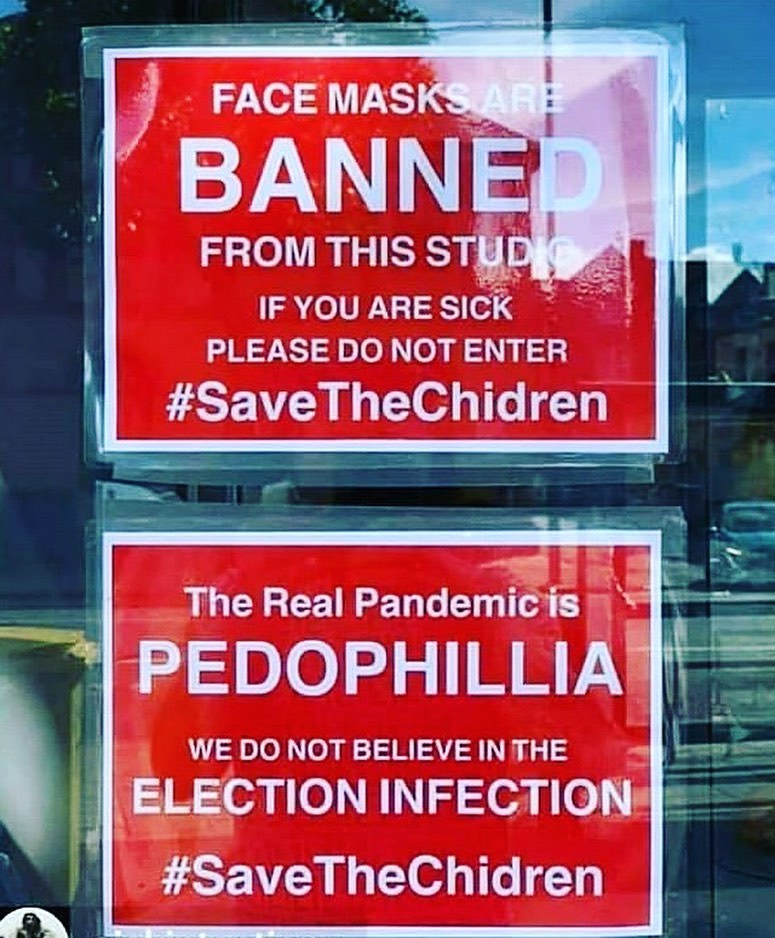 FACE MASKS ARE
BANNED
FROM THIS STUDIO
IF YOU ARE SICK
PLEASE DO NOT ENTER
#SaveTheChidren
The Real Pandemic is
PEDOPHILLIA
WE DO NOT BELIEVE IN THE
ELECTION INFECTION
#SaveTheChidren